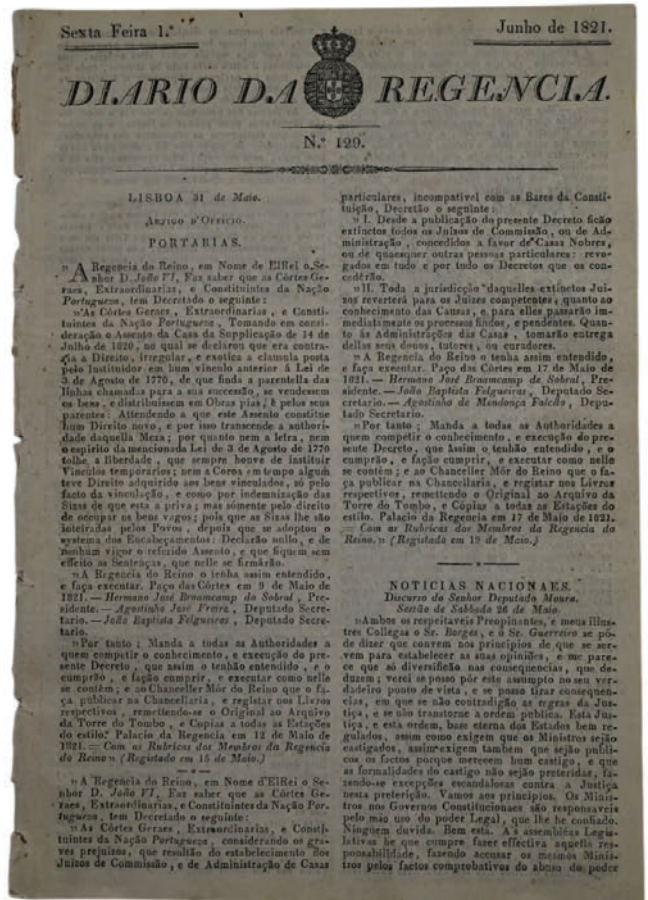 Sexta Feira 1.º
Junho de 1821.
DIARIO DA REGENCIA.
N.º 129.
LISBOA 31 de Maio.
ARTIGO D'OFFICIO.
PORTARIAS.
"A Regencia do Reino, em Nome de ElRei o Se-
nhor D. João VI, Faz saber que as Côrtes Ge-
raes, Extraordinarias, e Constituintes da Nação
Portugueza, tem Decretado o seguinte:
"As Côrtes Geraes, Extraordinarias, e Consti-
tuintes da Nação Portugueza, Tomando em consi-
deração o Assento da Casa da Supplicação de 14 de
Julho de 1820, no qual se declarou que era contra-
ria a Direito, irregular, e exotica a clausula posta
pelo Instituidor em hum vinculo anterior á Lei de
3 de Agosto de 1770, de que finda a parentella das
linhas chamadas para a sua successão, se vendessem
os bens, e distribuissem em Obras pias, e pelos seus
parentes: Attendendo a que este Assento constitue
hum Direito novo, e por isso transcende a authori-
dade daquella Meza; por quanto nem a letra, nem
o espirito da mencionada Lei de 3 de Agosto de 1770
tolhe a liberdade, que sempre houve de instituir
Vinculos temporarios; nem a Coroa em tempo algum
teve Direito adquirido aos bens vinculados, só pelo
facto da vinculação, e como por indemnização das
Sizas de que esta a priva; mas sómente pelo direito
de occupar os bens vagos; pois que as Sizas lhe são
inteiradas pelos Povos, depois que se adoptou o
systema dos Encabeçamentos: Declarão nullo, e de
nenhum vigor o referido Assento, e que fiquem sem
effeito as Sentenças, que nelle se firmarão.
"A Regencia do Reino o tenha assim entendido,
e faça executar. Paço das Côrtes em 9 de Maio de
1821. — Hermano José Braamcamp do Sobral, Pre-
sidente. — Agostinho José Freire, Deputado Secre-
tario. — João Baptista Felgueiras, Deputado Secre-
tario.
"Por tanto; Manda a todas as Authoridades a
quem competir o conhecimento, e execução do pre-
sente Decreto, que assim o tenhão entendido, e o
cumprão, e fação cumprir, e executar como nelle
se contém; e ao Chanceller Mór do Reino que o fa-
ça publicar na Chancellaria, e registar nos Livros
respectivos, remettendo-se o Original ao Arquivo
da Torre do Tombo, e Copias a todas as Estações
do estilo. Palacio da Regencia em 12 de Maio de
1821. = Com as Rubricas dos Membros da Regencia
do Reino" (Registado em 15 de Maio.)
"A Regencia do Reino, em Nome d'ElRei o Se-
nhor D. João VI, Faz saber que as Côrtes Ge-
raes, Extraordinarias, e Constituintes da Nação Por-
tugueza, tem Decretado o seguinte:
"As Côrtes Geraes, Extraordinarias, e Consti-
tuintes da Nação Portugueza, considerando os gra-
ves prejuizos, que resultão do estabelecimento dos
Juizos de Commissão, e de Administração de Casas
particulares, incompativel com as Bases da Consti-
tuição, Decretão o seguinte:
"I. Desde a publicação do presente Decreto ficão
extinctos todos os Juizos de Commissão, ou de Ad-
ministração, concedidos a favor de Casas Nobres,
ou de quaesquer outras pessoas particulares: revo-
gados em tudo e por tudo os Decretos que os con-
cedêrão.
"II. Toda a jurisdicção daquelles extinctos Jui-
zos reverterá para os Juizes competentes, quanto ao
conhecimento das Causas, e para elles passarão im-
mediatamente os processos findos, e pendentes. Quan-
to ás Administrações das Casas, tomarão entrega
dellas seus donos, tutores, ou curadores.
"A Regencia do Reino o tenha assim entendido,
e faça executar. Paço das Côrtes em 17 de Maio de
1821. — Hermano José Braamcamp de Sobral, Pre-
sidente. — João Baptista Felgueiras, Deputado Se-
cretario. — Agostinho de Mendonça Falcão, Depu-
tado Secretario.
"Por tanto; Manda a todas as Authoridades a
quem competir o conhecimento, e execução do pre-
sente Decreto, que assim o tenhão entendido, e o
cumprão, e fação cumprir, e executar como nelle
se contém; e ao Chanceller Mór do Reino que o fa-
ça publicar na Chancellaria, e registar nos Livros
respectivos, remettendo o Original ao Arquivo da
Torre do Tombo, e Cópias a todas as Estações do
estilo. Palacio da Regencia em 17 de Maio de 1821.
= Com as Rubricas dos Membros da Regencia do
Reino." (Registado em 19 de Maio.)
NOTICIAS NACIONAES.
Discurso do Senhor Deputado Moura.
Sessão de Sabbado 26 de Maio.
"Ambos os respeitaveis Preopinantes, e meus illus-
tres Collegas o Sr. Borges, e o Sr. Guerreiro se pó-
de dizer que convem nos principios de que se ser-
vem para estabelecer as suas opiniões, e me pare-
ce que só diversificão nas consequencias, que de-
duzem; verei se posso pôr este assumpto no seu ver-
dadeiro ponto de vista, e se posso tirar consequen-
cias, em que se não contradigão as regras da Jus-
tiça, e se não transtorne a ordem publica. Esta Jus-
tiça, e esta ordem, base eterna dos Estados bem re-
gulados, assim como exigem que os Ministros sejão
castigados, assim exigem tambem que sejão publi-
cos os factos porque merecem hum castigo, e que
as formalidades do castigo não sejão preteridas, fa-
zendo-se excepções escandalosas contra a Justiça
nesta preterição. Vamos aos principios. Os Minis-
tros nos Governos Constitucionaes são responsaveis
pelo máo uso do poder Legal, que lhe he confiado.
Ninguem duvida. Bem está. A's assembléas Legis-
lativas he que cumpre fazer effectiva aquella res-
ponsabilidade, fazendo accusar os mesmos Minis-
tros pelos factos comprobativos do abuso do poder